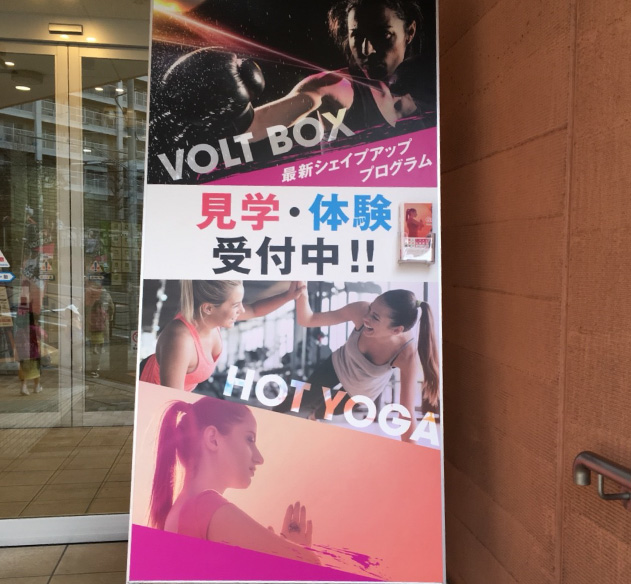 VOLT BOX
最新シェイプアップ
プログラム
見学・体験
受付中!!
HOT YOGA